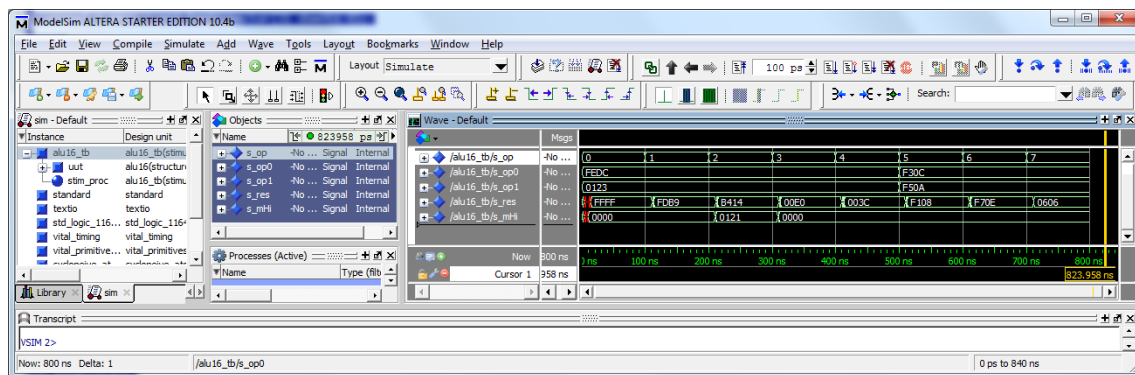 ModelSim ALTERA STARTER EDITION 10.4b
File Edit View Compile Simulate Add Wave Tools Layout Bookmarks Window Help
Layout Simulate
100 ps
Search:
sim - Default
Instance Design unit
alu16_tb alu16_tb(stimu
uut alu16(structur
stim_proc alu16_tb(stimu
standard standard
textio textio
std_logic_116... std_logic_116
vital_timing vital_timing
vital_primitive... vital_primitives
Library sim
Objects
Name 823958 ps
s_op -No ... Signal Internal
s_op0 -No ... Signal Internal
s_op1 -No ... Signal Internal
s_res -No ... Signal Internal
s_mHi -No ... Signal Internal
Processes (Active)
Name Type (filt
Wave - Default
Msgs
/alu16_tb/s_op -No ... 0 1 2 3 4 5 6 7
/alu16_tb/s_op0 -No ... FEDC F30C
/alu16_tb/s_op1 -No ... 0123 F50A
/alu16_tb/s_res -No ... FFFF FDB9 B414 00E0 003C F108 F70E 0606
/alu16_tb/s_mHi -No ... 0000 0121 0000
Now 800 ns ns 100 ns 200 ns 300 ns 400 ns 500 ns 600 ns 700 ns 800 ns
Cursor 1 958 ns 823.958 ns
Transcript
VSIM 2>
Now: 800 ns Delta: 1 /alu16_tb/s_op0 0 ps to 840 ns